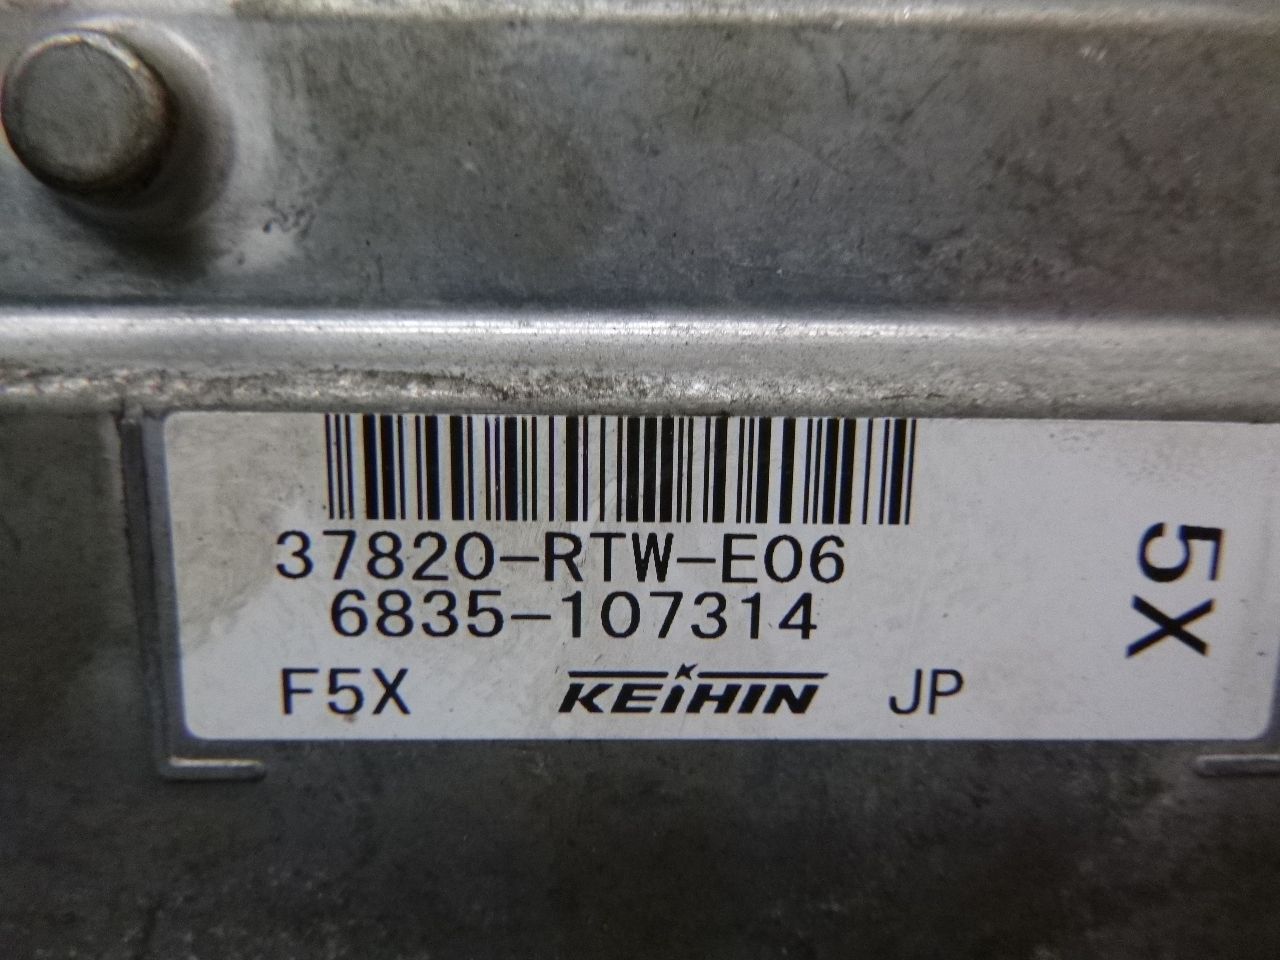 37820-RTW-E06
6835-107314
F5X KEIHIN JP
5X